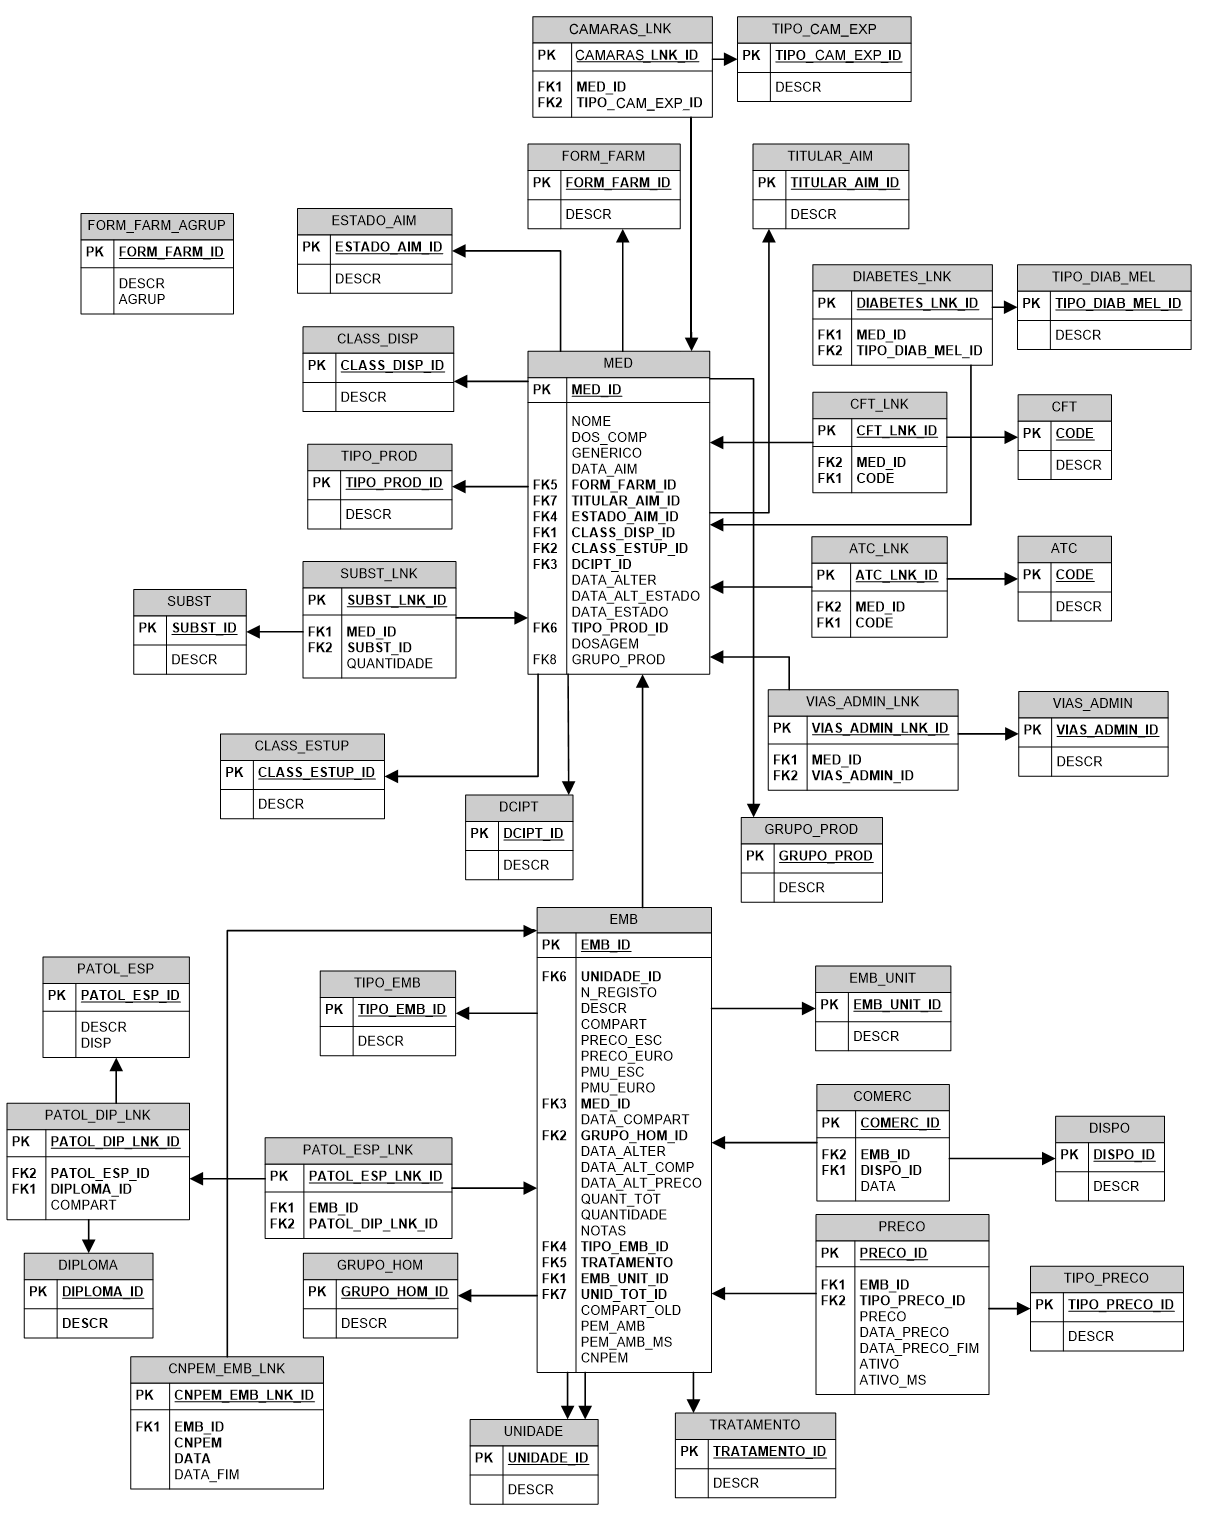 CAMARAS_LNK
PK CAMARAS_LNK_ID
FK1 MED_ID
FK2 TIPO_CAM_EXP_ID
TIPO_CAM_EXP
PK TIPO_CAM_EXP_ID
DESCR
FORM_FARM
PK FORM_FARM_ID
DESCR
TITULAR_AIM
PK TITULAR_AIM_ID
DESCR
FORM_FARM_AGRUP
PK FORM_FARM_ID
DESCR
AGRUP
ESTADO_AIM
PK ESTADO_AIM_ID
DESCR
DIABETES_LNK
PK DIABETES_LNK_ID
FK1 MED_ID
FK2 TIPO_DIAB_MEL_ID
TIPO_DIAB_MEL
PK TIPO_DIAB_MEL_ID
DESCR
CLASS_DISP
PK CLASS_DISP_ID
DESCR
MED
PK MED_ID
NOME
DOS_COMP
GENERICO
DATA_AIM
FK5 FORM_FARM_ID
FK7 TITULAR_AIM_ID
FK4 ESTADO_AIM_ID
FK1 CLASS_DISP_ID
FK2 CLASS_ESTUP_ID
FK3 DCIPT_ID
DATA_ALTER
DATA_ALT_ESTADO
DATA_ESTADO
FK6 TIPO_PROD_ID
DOSAGEM
FK8 GRUPO_PROD
CFT_LNK
PK CFT_LNK_ID
FK2 MED_ID
FK1 CODE
CFT
PK CODE
DESCR
TIPO_PROD
PK TIPO_PROD_ID
DESCR
ATC_LNK
PK ATC_LNK_ID
FK2 MED_ID
FK1 CODE
ATC
PK CODE
DESCR
SUBST
PK SUBST_ID
DESCR
SUBST_LNK
PK SUBST_LNK_ID
FK1 MED_ID
FK2 SUBST_ID
QUANTIDADE
VIAS_ADMIN_LNK
PK VIAS_ADMIN_LNK_ID
FK1 MED_ID
FK2 VIAS_ADMIN_ID
VIAS_ADMIN
PK VIAS_ADMIN_ID
DESCR
CLASS_ESTUP
PK CLASS_ESTUP_ID
DESCR
DCIPT
PK DCIPT_ID
DESCR
GRUPO_PROD
PK GRUPO_PROD
DESCR
EMB
PK EMB_ID
FK6 UNIDADE_ID
N_REGISTO
DESCR
COMPART
PRECO_ESC
PRECO_EURO
PMU_ESC
PMU_EURO
FK3 MED_ID
DATA_COMPART
FK2 GRUPO_HOM_ID
DATA_ALTER
DATA_ALT_COMP
DATA_ALT_PRECO
QUANT_TOT
QUANTIDADE
NOTAS
FK4 TIPO_EMB_ID
FK5 TRATAMENTO
FK1 EMB_UNIT_ID
FK7 UNID_TOT_ID
COMPART_OLD
PEM_AMB
PEM_AMB_MS
CNPEM
PATOL_ESP
PK PATOL_ESP_ID
DESCR
DISP
TIPO_EMB
PK TIPO_EMB_ID
DESCR
EMB_UNIT
PK EMB_UNIT_ID
DESCR
PATOL_DIP_LNK
PK PATOL_DIP_LNK_ID
FK2 PATOL_ESP_ID
FK1 DIPLOMA_ID
COMPART
PATOL_ESP_LNK
PK PATOL_ESP_LNK_ID
FK1 EMB_ID
FK2 PATOL_DIP_LNK_ID
COMERC
PK COMERC_ID
FK2 EMB_ID
FK1 DISPO_ID
DATA
DISPO
PK DISPO_ID
DESCR
DIPLOMA
PK DIPLOMA_ID
DESCR
GRUPO_HOM
PK GRUPO_HOM_ID
DESCR
PRECO
PK PRECO_ID
FK1 EMB_ID
FK2 TIPO_PRECO_ID
PRECO
DATA_PRECO
DATA_PRECO_FIM
ATIVO
ATIVO_MS
TIPO_PRECO
PK TIPO_PRECO_ID
DESCR
CNPEM_EMB_LNK
PK CNPEM_EMB_LNK_ID
FK1 EMB_ID
CNPEM
DATA
DATA_FIM
UNIDADE
PK UNIDADE_ID
DESCR
TRATAMENTO
PK TRATAMENTO_ID
DESCR